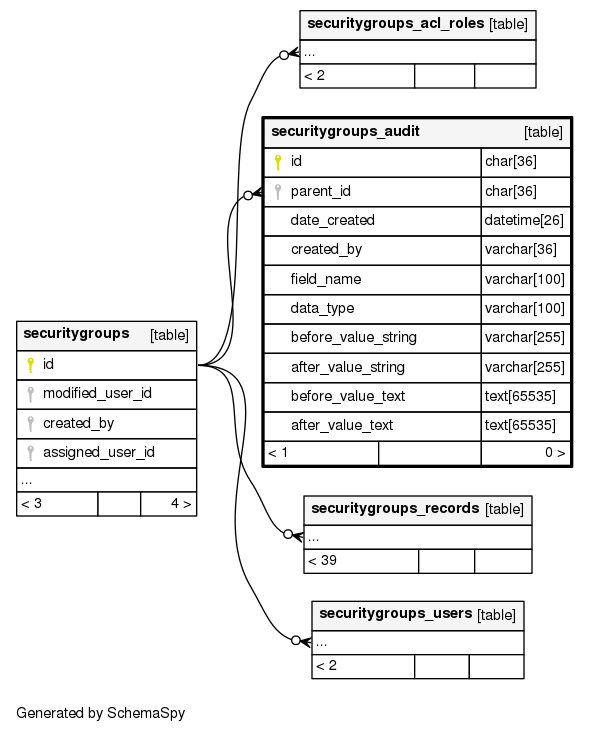 securitygroups_acl_roles [table]
...
< 2
securitygroups_audit [table]
id char[36]
parent_id char[36]
date_created datetime[26]
created_by varchar[36]
field_name varchar[100]
data_type varchar[100]
before_value_string varchar[255]
after_value_string varchar[255]
before_value_text text[65535]
after_value_text text[65535]
< 1 0 >
securitygroups [table]
id
modified_user_id
created_by
assigned_user_id
...
< 3 4 >
securitygroups_records [table]
...
< 39
securitygroups_users [table]
...
< 2
Generated by SchemaSpy